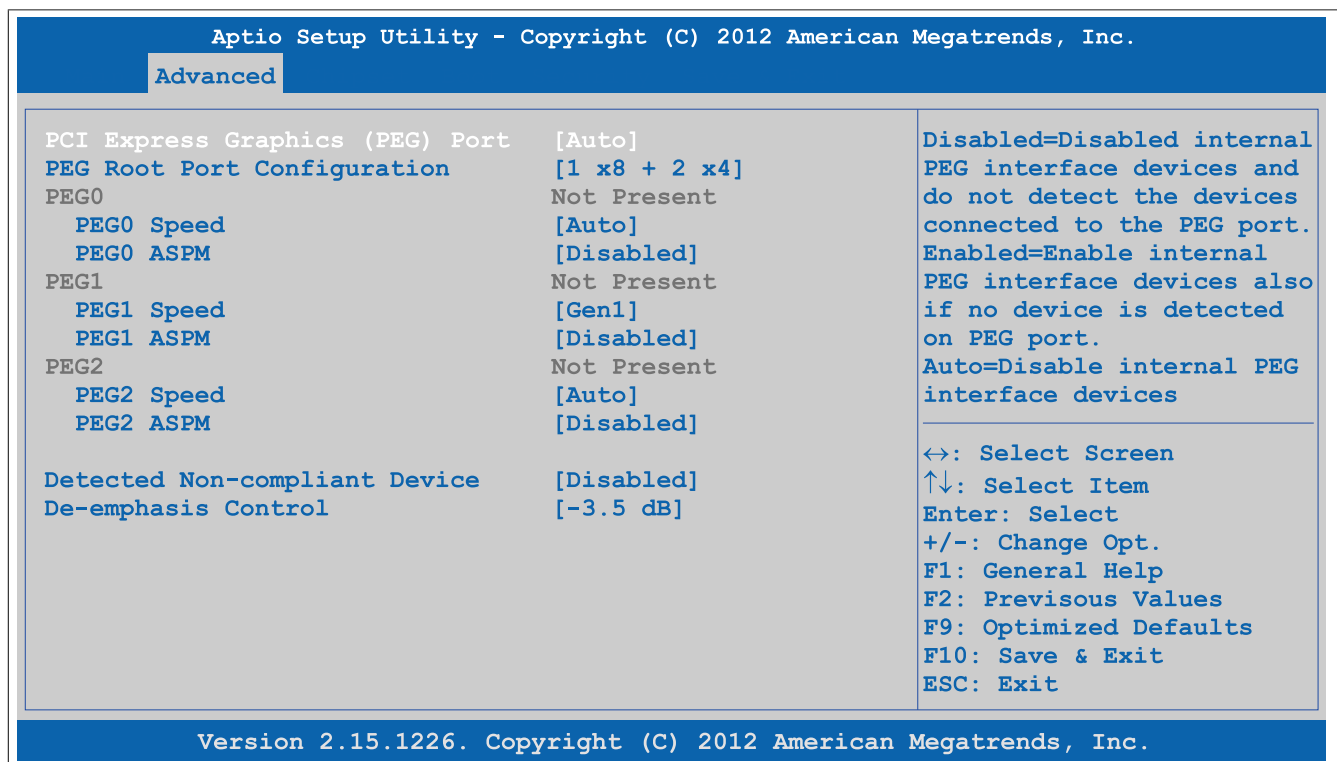 Aptio Setup Utility - Copyright (C) 2012 American Megatrends, Inc.
Advanced
PCI Express Graphics (PEG) Port [Auto]
PEG Root Port Configuration [1 x8 + 2 x4]
PEG0 Not Present
PEG0 Speed [Auto]
PEG0 ASPM [Disabled]
PEG1 Not Present
PEG1 Speed [Gen1]
PEG1 ASPM [Disabled]
PEG2 Not Present
PEG2 Speed [Auto]
PEG2 ASPM [Disabled]
Detected Non-compliant Device [Disabled]
De-emphasis Control [-3.5 dB]
Disabled=Disabled internal
PEG interface devices and
do not detect the devices
connected to the PEG port.
Enabled=Enable internal
PEG interface devices also
if no device is detected
on PEG port.
Auto=Disable internal PEG
interface devices
↔: Select Screen
↑↓: Select Item
Enter: Select
+/-: Change Opt.
F1: General Help
F2: Previsous Values
F9: Optimized Defaults
F10: Save & Exit
ESC: Exit
Version 2.15.1226. Copyright (C) 2012 American Megatrends, Inc.